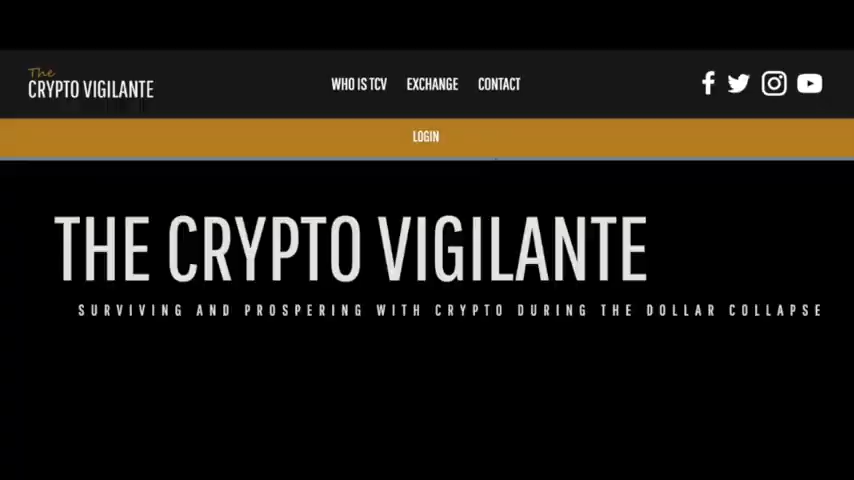 The
CRYPTO VIGILANTE
WHO IS TCV EXCHANGE CONTACT
LOGIN
THE CRYPTO VIGILANTE
SURVIVING AND PROSPERING WITH CRYPTO DURING THE DOLLAR COLLAPSE